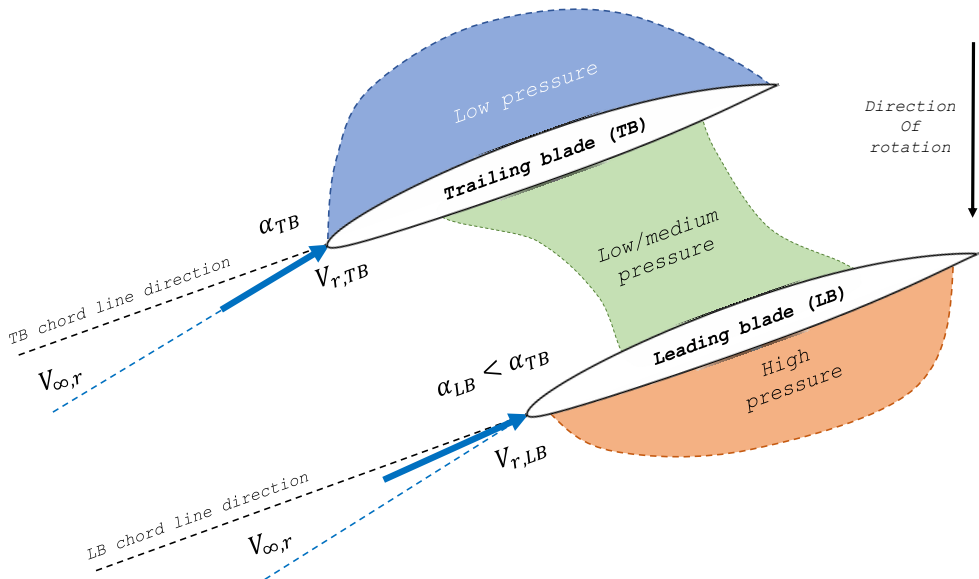 Low pressure
Direction
Of
rotation
Trailing blade (TB)
α_TB
Low/medium
pressure
V_r,TB
TB chord line direction
V_∞,r
Leading blade (LB)
α_LB < α_TB
High
pressure
V_r,LB
LB chord line direction
V_∞,r